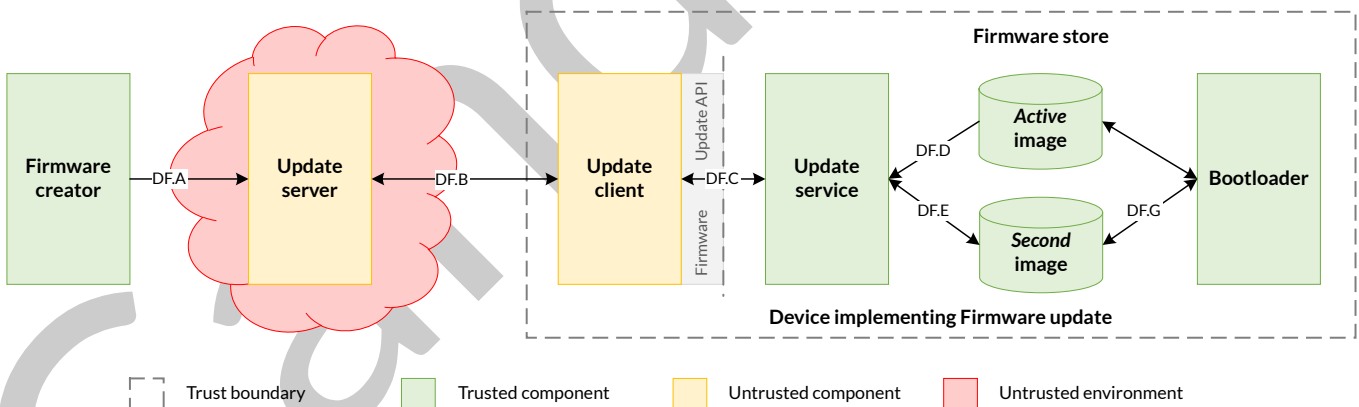 Firmware store
Firmware
creator
DF.A
Update
server
DF.B
Update
client
Firmware Update API
DF.C
Update
service
DF.D
DF.E
Active
image
Second
image
DF.G
Bootloader
Device implementing Firmware update
Trust boundary
Trusted component
Untrusted component
Untrusted environment